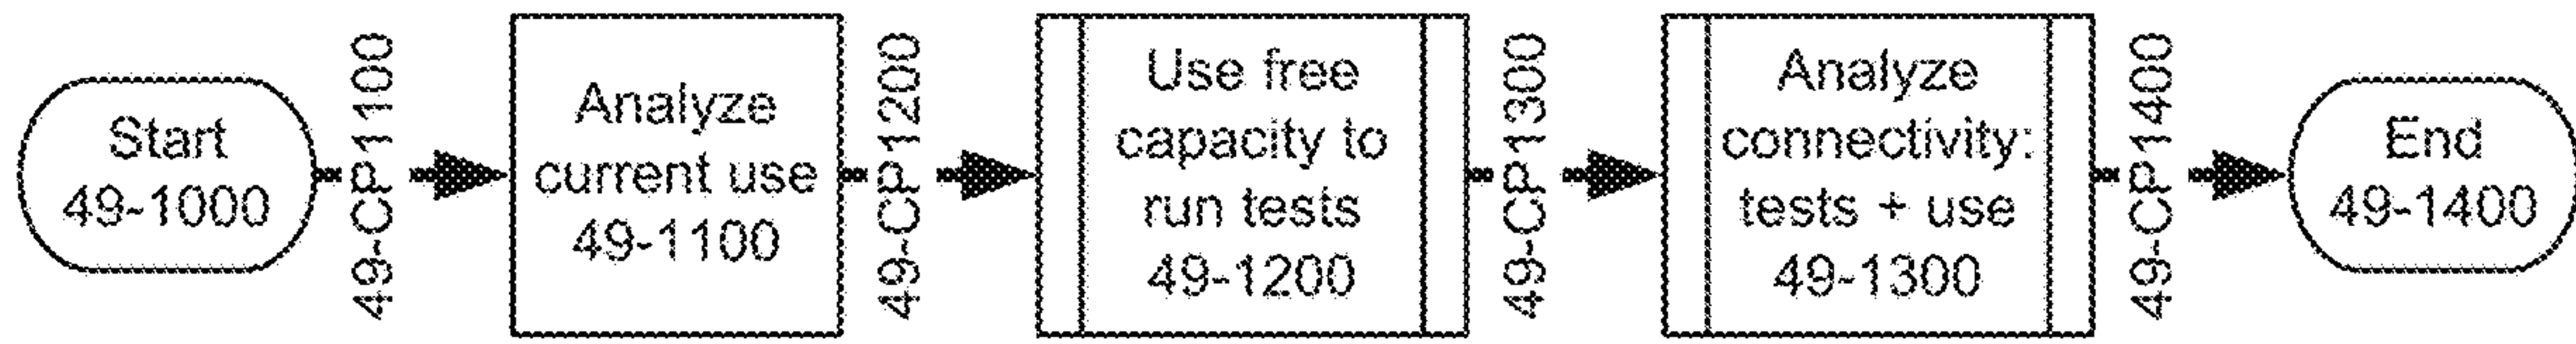 Start
49-1000
49-CP1100
Analyze
current use
49-1100
49-CP1200
Use free
capacity to
run tests
49-1200
49-CP1300
Analyze
connectivity:
tests + use
49-1300
49-CP1400
End
49-1400